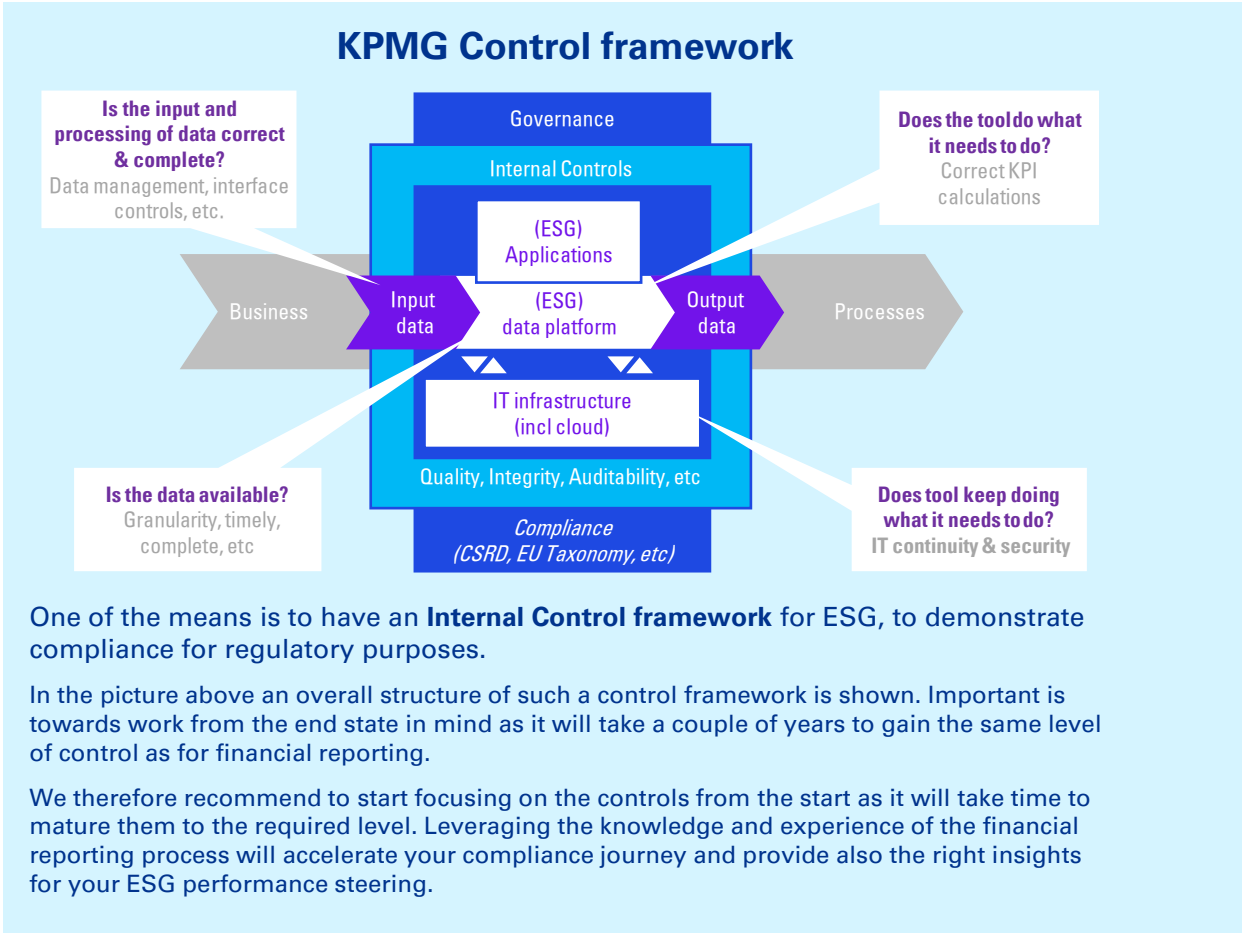 KPMG Control framework
Is the input and
processing of data correct
& complete?
Data management, interface
controls, etc.
Governance
Internal Controls
Does the tool do what
it needs to do?
Correct KPI
calculations
(ESG)
Applications
Business
Input
data
(ESG)
data platform
Output
data
Processes
IT infrastructure
(incl cloud)
Quality, Integrity, Auditability, etc
Is the data available?
Granularity, timely,
complete, etc
Compliance
(CSRD, EU Taxonomy, etc)
Does tool keep doing
what it needs to do?
IT continuity & security
One of the means is to have an Internal Control framework for ESG, to demonstrate
compliance for regulatory purposes.
In the picture above an overall structure of such a control framework is shown. Important is
towards work from the end state in mind as it will take a couple of years to gain the same level
of control as for financial reporting.
We therefore recommend to start focusing on the controls from the start as it will take time to
mature them to the required level. Leveraging the knowledge and experience of the financial
reporting process will accelerate your compliance journey and provide also the right insights
for your ESG performance steering.